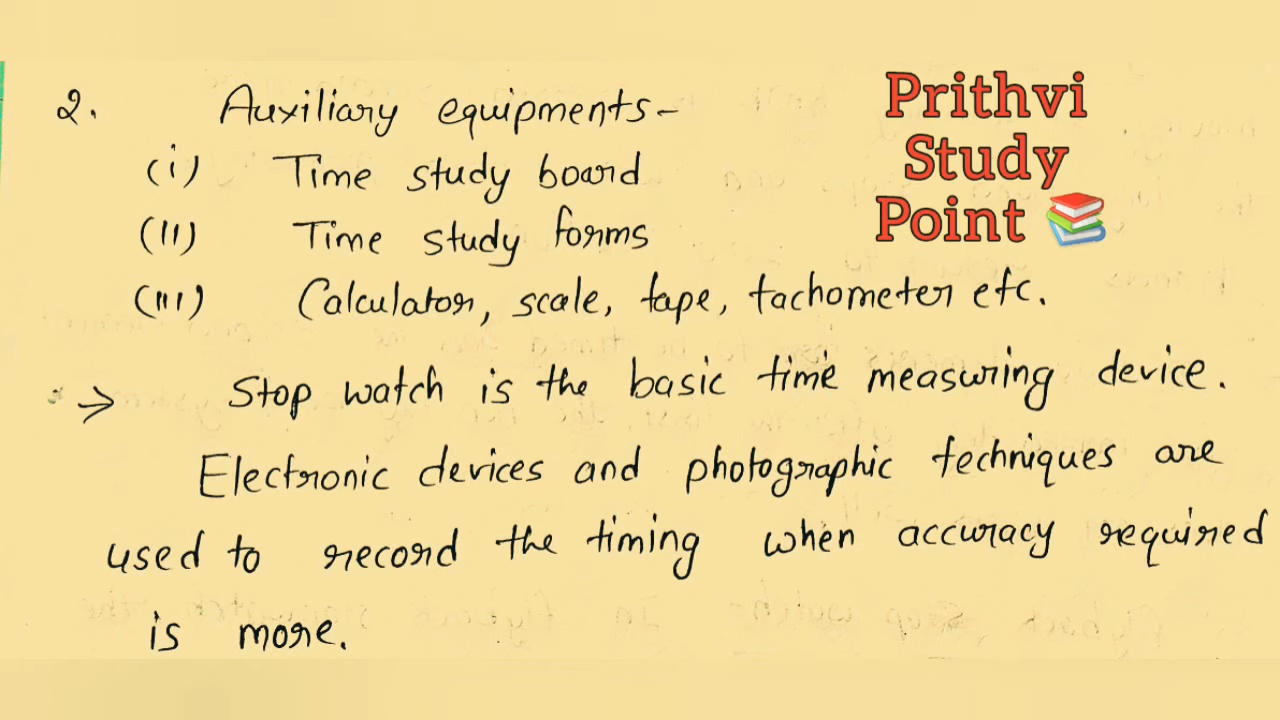 2. Auxiliary equipments-
(i) Time study board
(II) Time study forms
(III) Calculator, scale, tape, tachometer etc.
→ Stop watch is the basic time measuring device.
Electronic devices and photographic techniques are
used to record the timing when accuracy required
is more.
Prithvi
Study
Point